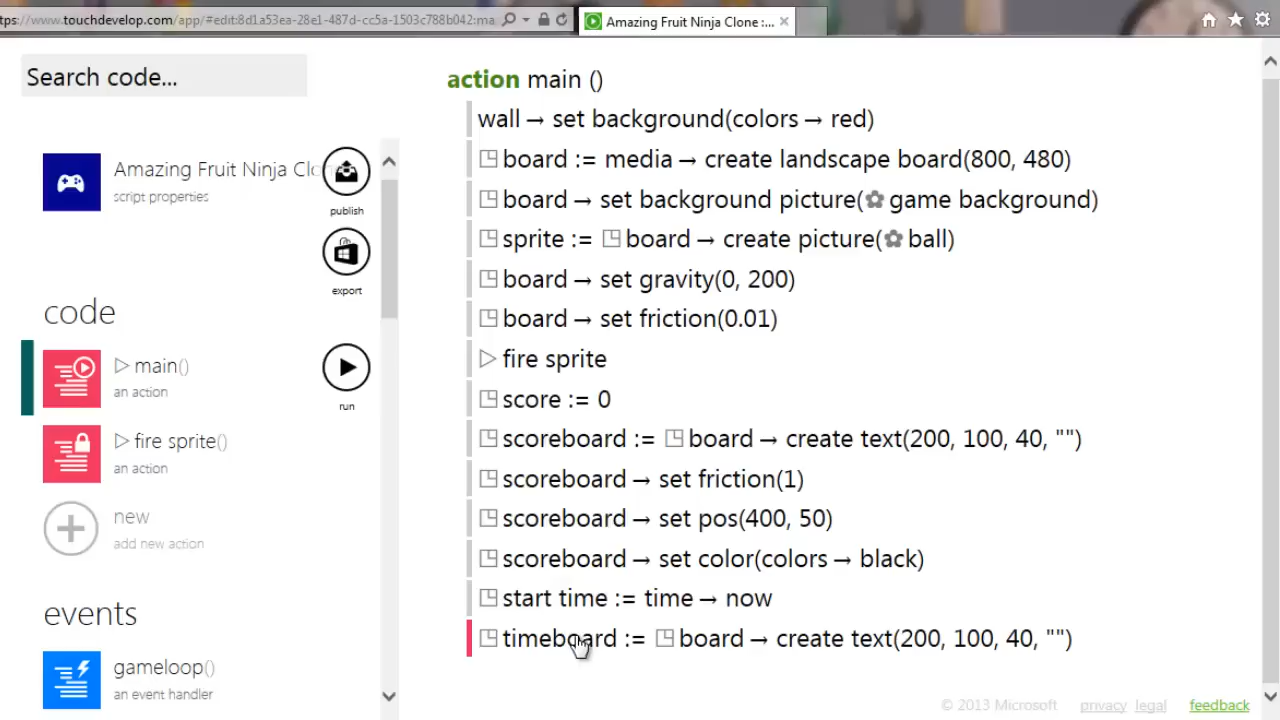 ttps://www.touchdevelop.com/app/#edit:8d1a53ea-28e1-487d-cc5a-1503c788b042:ma...
Amazing Fruit Ninja Clone :...
Search code...
Amazing Fruit Ninja Clo
script properties
publish
export
code
main()
an action
run
fire sprite()
an action
new
add new action
events
gameloop()
an event handler
action main ()
wall → set background(colors → red)
board := media → create landscape board(800, 480)
board → set background picture(✿ game background)
sprite := board → create picture(✿ ball)
board → set gravity(0, 200)
board → set friction(0.01)
▷ fire sprite
score := 0
scoreboard := board → create text(200, 100, 40, "")
scoreboard → set friction(1)
scoreboard → set pos(400, 50)
scoreboard → set color(colors → black)
start time := time → now
timeboard := board → create text(200, 100, 40, "")
© 2013 Microsoft privacy legal feedback